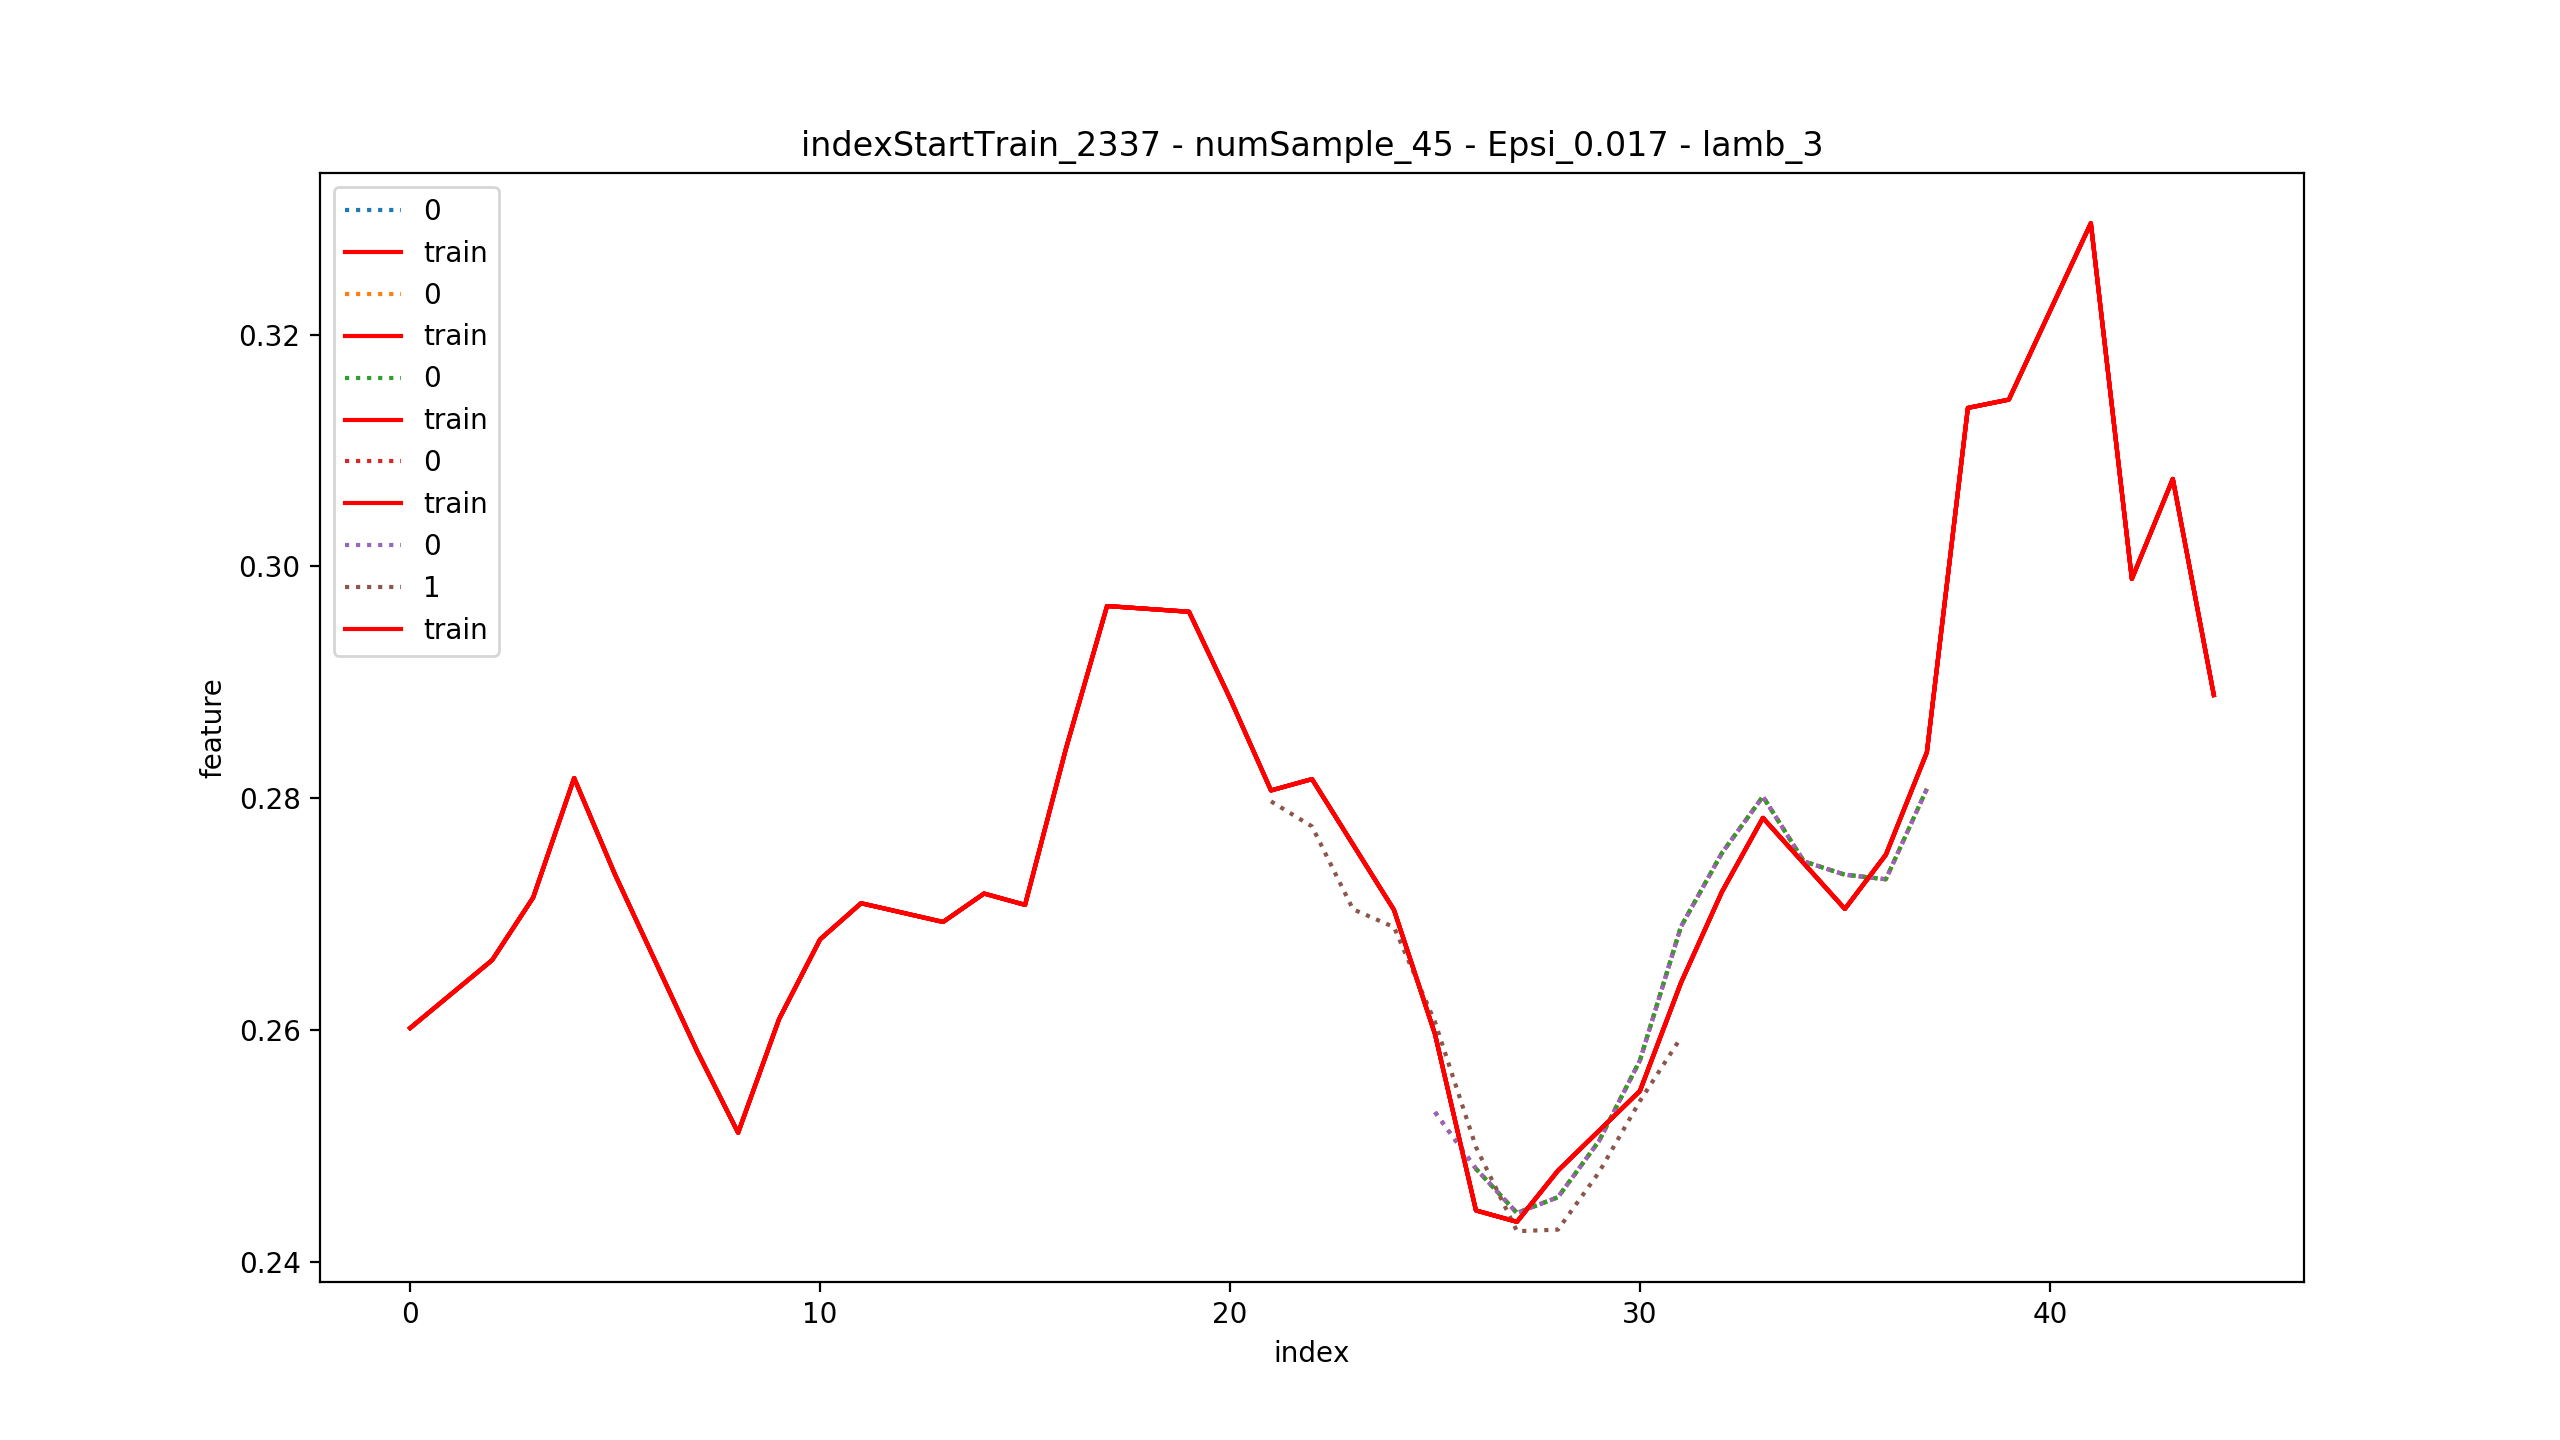 indexStartTrain_2337 - numSample_45 - Epsi_0.017 - lamb_3
0
train
0
train
0
train
0
train
0
1
train
0.32
0.30
0.28
0.26
0.24
feature
0 10 20 30 40
index